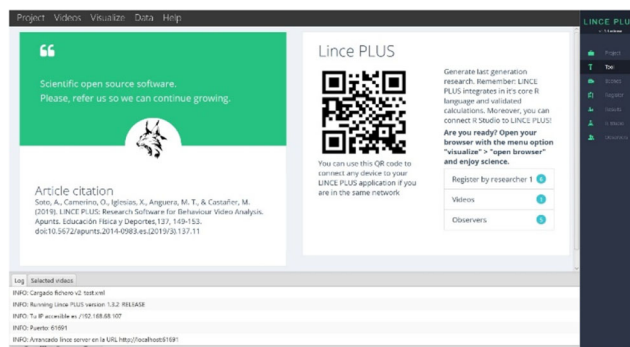 Project Videos Visualize Data Help
Scientific open source software.
Please, refer us so we can continue growing.
Article citation
Soto, A., Camerino, O., Iglesias, X., Anguera, M. T., & Castañer, M.
(2019). LINCE PLUS: Research Software for Behaviour Video Analysis.
Apunts. Educación Física y Deportes,137, 149-153.
doi:10.5672/apunts.2014-0983.es.(2019/3).137.11
Lince PLUS
You can use this QR code to
connect any device to your
LINCE PLUS application if you
are in the same network
Generate last generation
research. Remember: LINCE
PLUS integrates in it's core R
language and validated
calculations. Moreover, you can
connect R Studio to LINCE PLUS!
Are you ready? Open your
browser with the menu option
"visualize" > "open browser"
and enjoy science.
Register by researcher 1
Videos
Observers
LINCE PLU
Project
Tool
Register
Log Selected videos
INFO: Cargado fichero v2-test.xml
INFO: Running Lince PLUS version 1.3.2. RELEASE
INFO: Tu IP accesible es /192.168.68.107
INFO: Puerto: 61691
INFO: Arrancado lince server en la URL http://localhost:61691